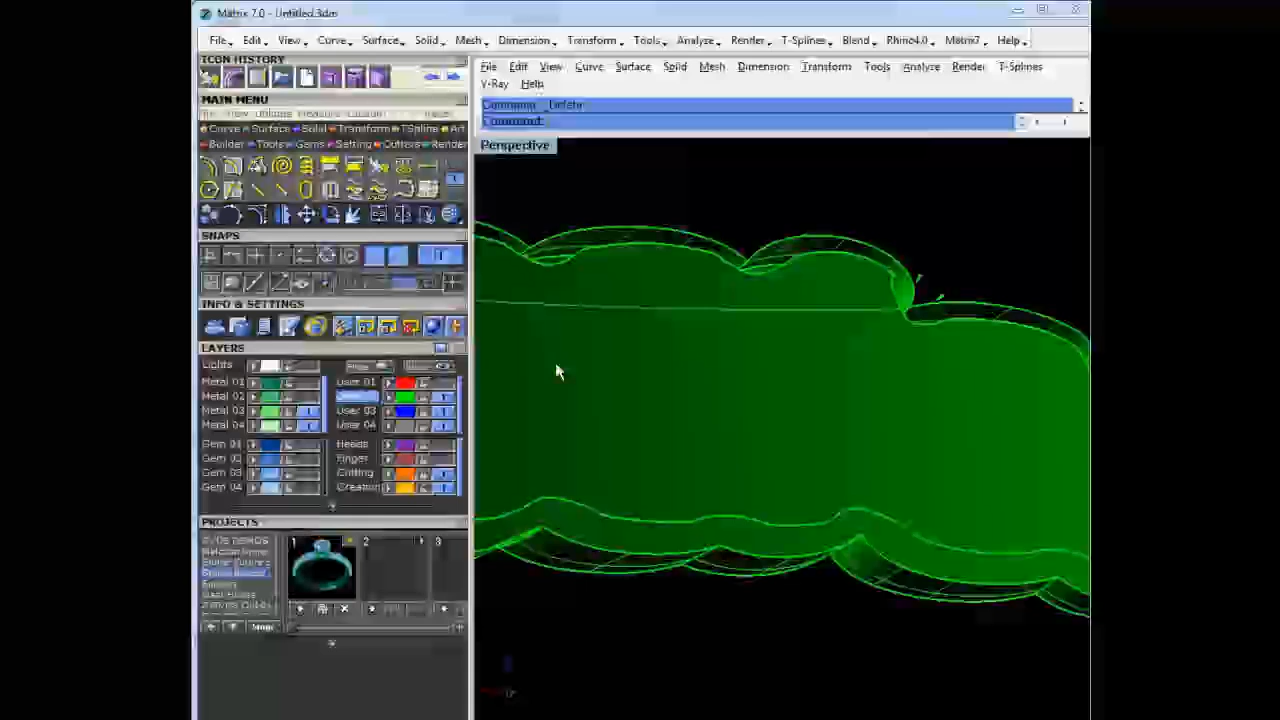 Matrix 7.0 - Untitled.3dm
File Edit View Curve Surface Solid Mesh Dimension Transform Tools Analyze Render T-Splines Blend Rhino4.0 Matrix7 Help
ICON HISTORY
File Edit View Curve Surface Solid Mesh Dimension Transform Tools Analyze Render T-Splines
V-Ray Help
MAIN MENU
Command: _Delete
Command:
Curve Surface Solid Transform TSpline Art
Builder Tools Gems Setting Cutters Render
Perspective
SNAPS
INFO & SETTINGS
LAYERS
Lights
Metal 01 User 01
Metal 02
Metal 03 User 03
Metal 04 User 04
Gem 01 Heads
Gem 02 Finger
Gem 03 Cutting
Gem 04 Creation
PROJECTS
1 2 3